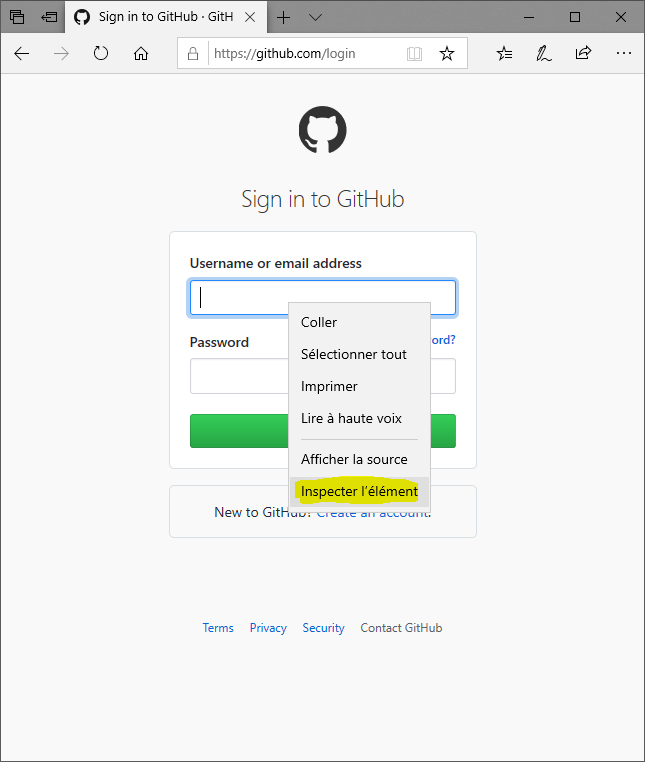 Sign in to GitHub · GitH
https://github.com/login
Sign in to GitHub
Username or email address
Coller
Password
ord?
Sélectionner tout
Imprimer
Lire à haute voix
Afficher la source
Inspecter l'élément
New to GitHub? Create an account.
Terms Privacy Security Contact GitHub